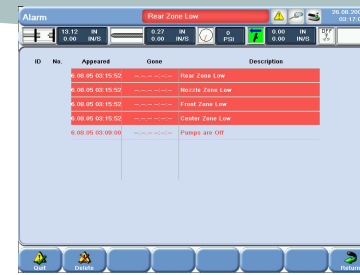 Alarm Rear Zone Low 03:17
13.12 IN 0.27 IN 0 0.00 IN OFF
0.00 IN/S 0.00 IN/S PSI 0.00 IN/S
ID No. Appeared Gone Description
6.08.05 03:15:52 --.--.-- --:--:-- Rear Zone Low
6.08.05 03:15:52 --.--.-- --:--:-- Nozzle Zone Low
6.08.05 03:15:52 --.--.-- --:--:-- Front Zone Low
6.08.05 03:15:52 --.--.-- --:--:-- Center Zone Low
6.08.05 03:09:00 --.--.-- --:--:-- Pumps are Off
Quit Delete Return